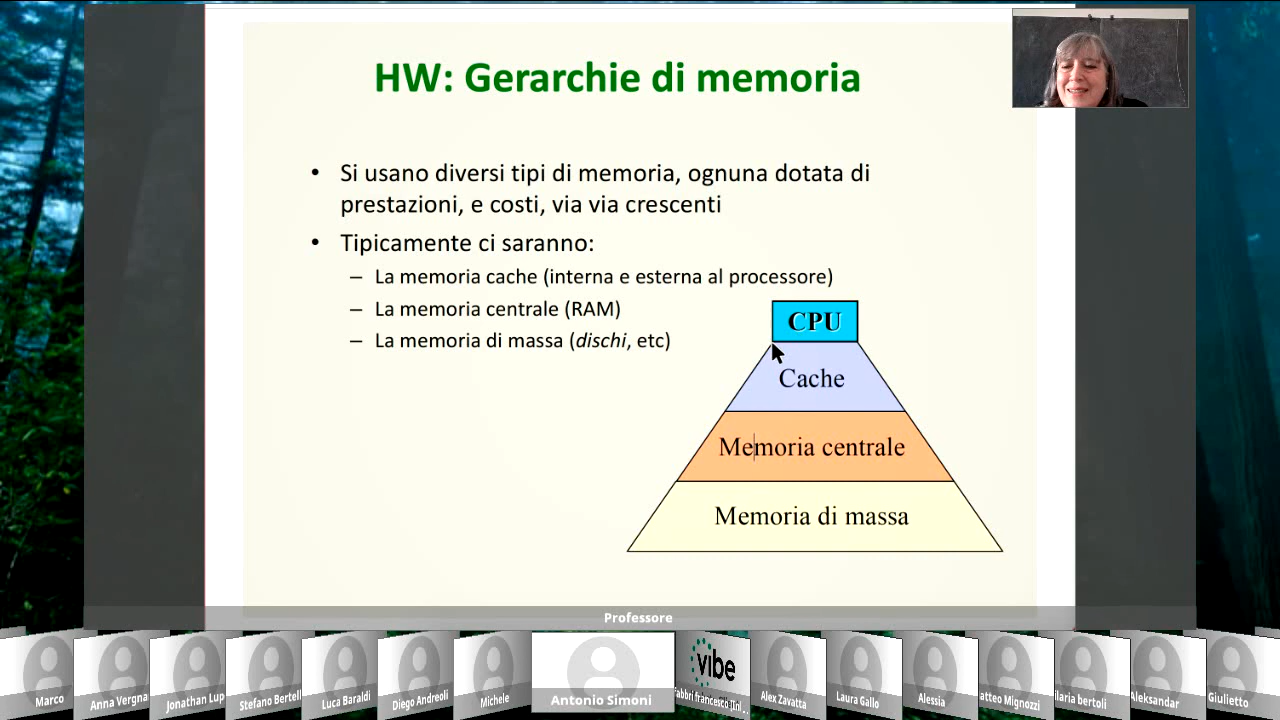 HW: Gerarchie di memoria
• Si usano diversi tipi di memoria, ognuna dotata di
prestazioni, e costi, via via crescenti
• Tipicamente ci saranno:
– La memoria cache (interna e esterna al processore)
– La memoria centrale (RAM)
– La memoria di massa (dischi, etc)
CPU
Cache
Memoria centrale
Memoria di massa
Professore
Marco
Anna Vergna
Jonathan Lup
Stefano Bertell
Luca Baraldi
Diego Andreoli
Michele
Antonio Simoni
vibe
Alex Zavatta
Laura Gallo
Alessia
atteo Mignozzi
ilaria bertoli
Aleksandar
Giulietto